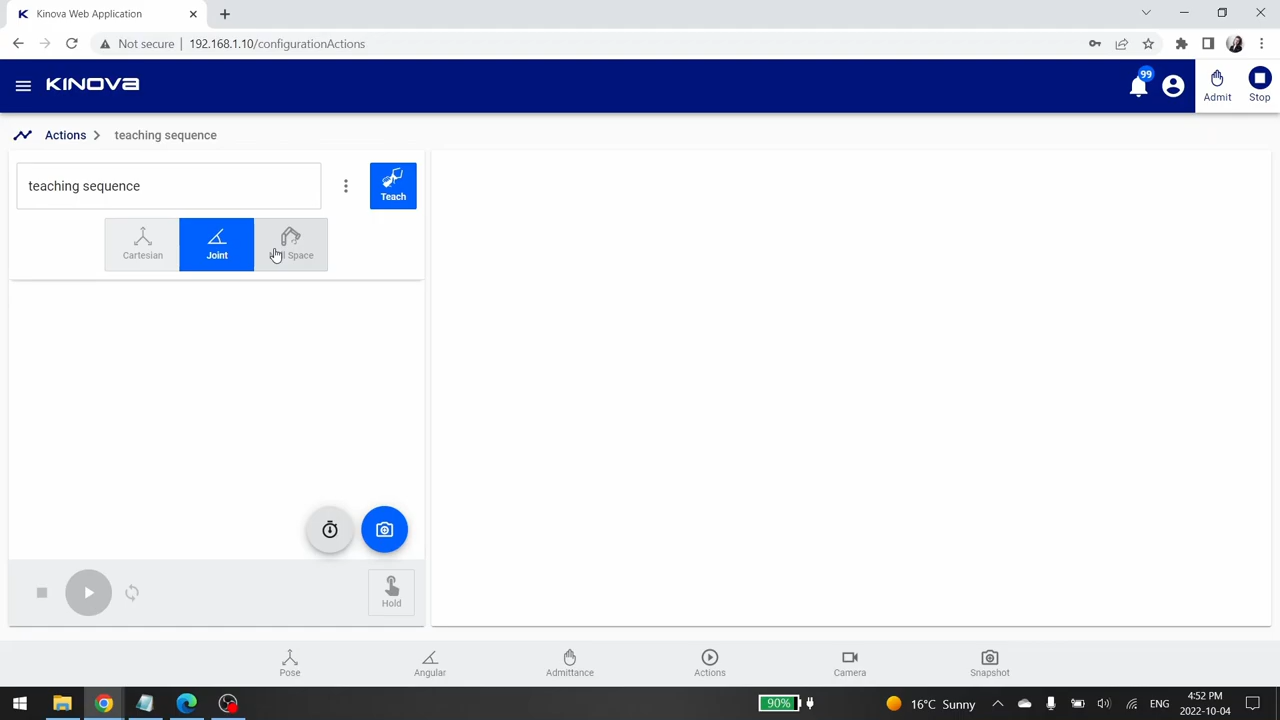 Kinova Web Application
Not secure
192.168.1.10/configurationActions
KINOVA
99
Admit
Stop
Actions
teaching sequence
teaching sequence
Teach
Cartesian
Joint
Space
Hold
Pose
Angular
Admittance
Actions
Camera
Snapshot
90%
16°C Sunny
ENG
4:52 PM
2022-10-04